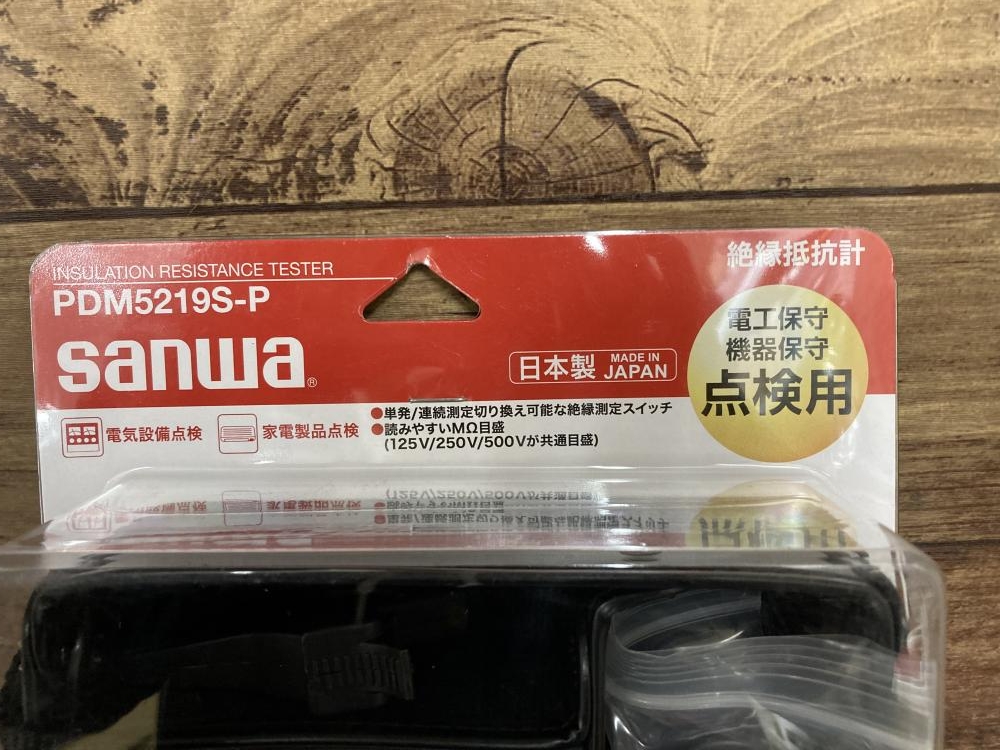 INSULATION RESISTANCE TESTER
PDM5219S-P
sanwa®
日本製 MADE IN JAPAN
絶縁抵抗計
電工保守
機器保守
点検用
電気設備点検
家電製品点検
●単発/連続測定切り換え可能な絶縁測定スイッチ
●読みやすいMΩ目盛
(125V/250V/500Vが共通目盛)